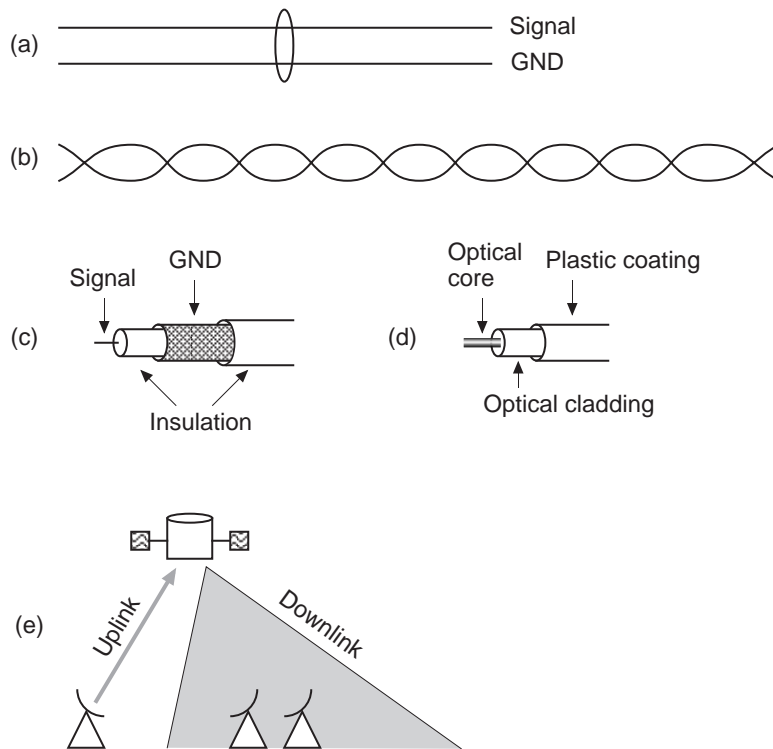 (a)
Signal
GND
(b)
(c)
Signal
GND
Insulation
(d)
Optical
core
Plastic coating
Optical cladding
(e)
Uplink
Downlink